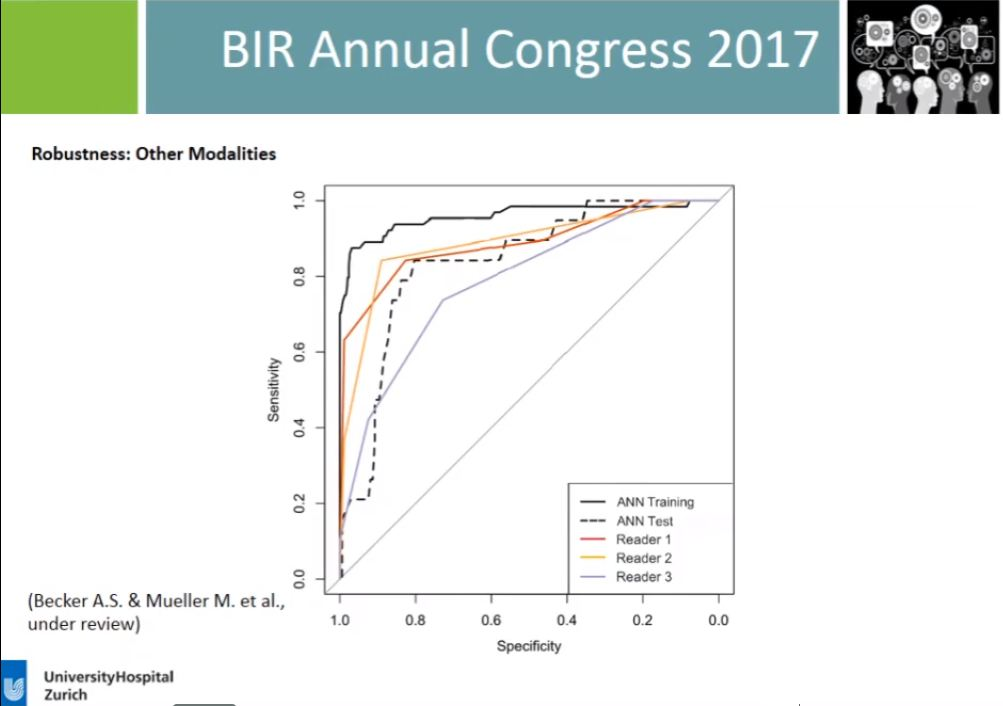 BIR Annual Congress 2017
Robustness: Other Modalities
Sensitivity
1.0
0.8
0.6
0.4
0.2
0.0
ANN Training
ANN Test
Reader 1
Reader 2
Reader 3
1.0 0.8 0.6 0.4 0.2 0.0
Specificity
(Becker A.S. & Mueller M. et al.,
under review)
UniversityHospital
Zurich